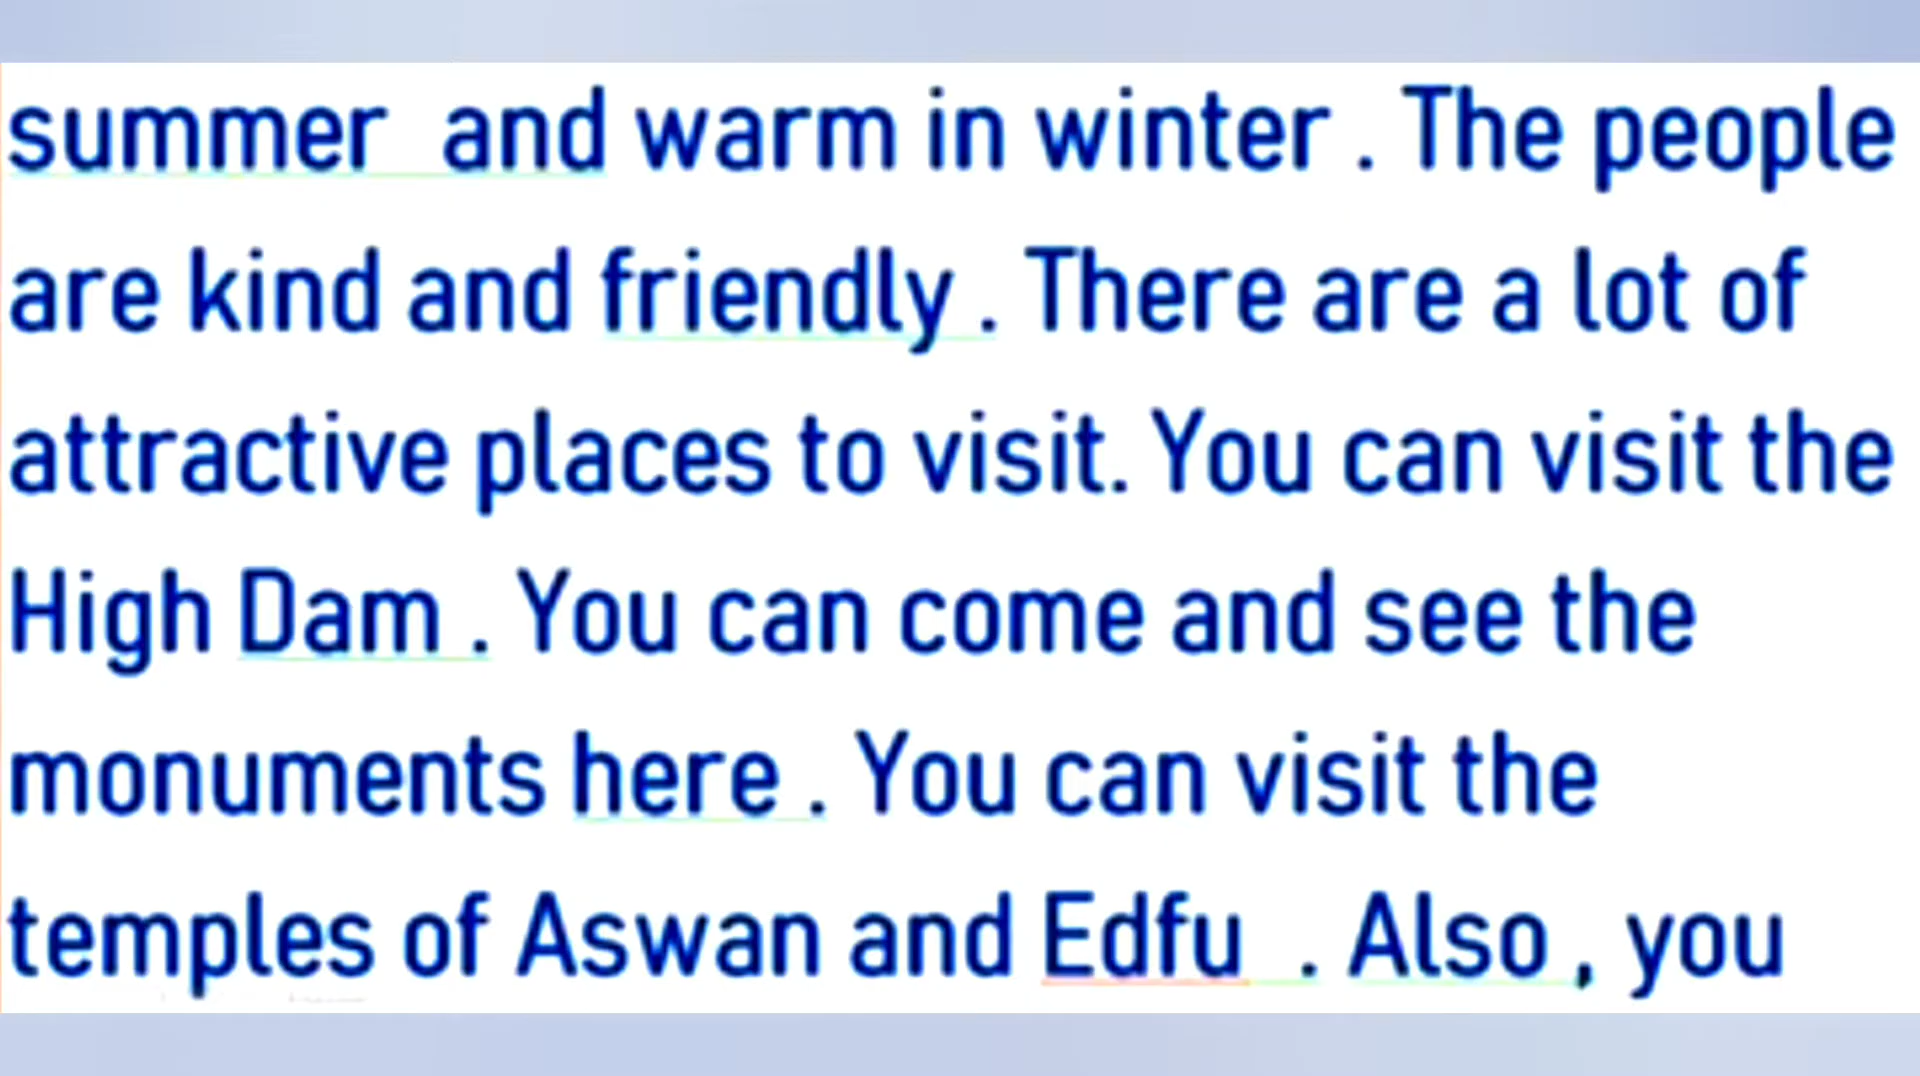 summer  and warm in winter . The people
are kind and friendly . There are a lot of
attractive places to visit. You can visit the
High Dam . You can come and see the
monuments here . You can visit the
temples of Aswan and Edfu  . Also , you